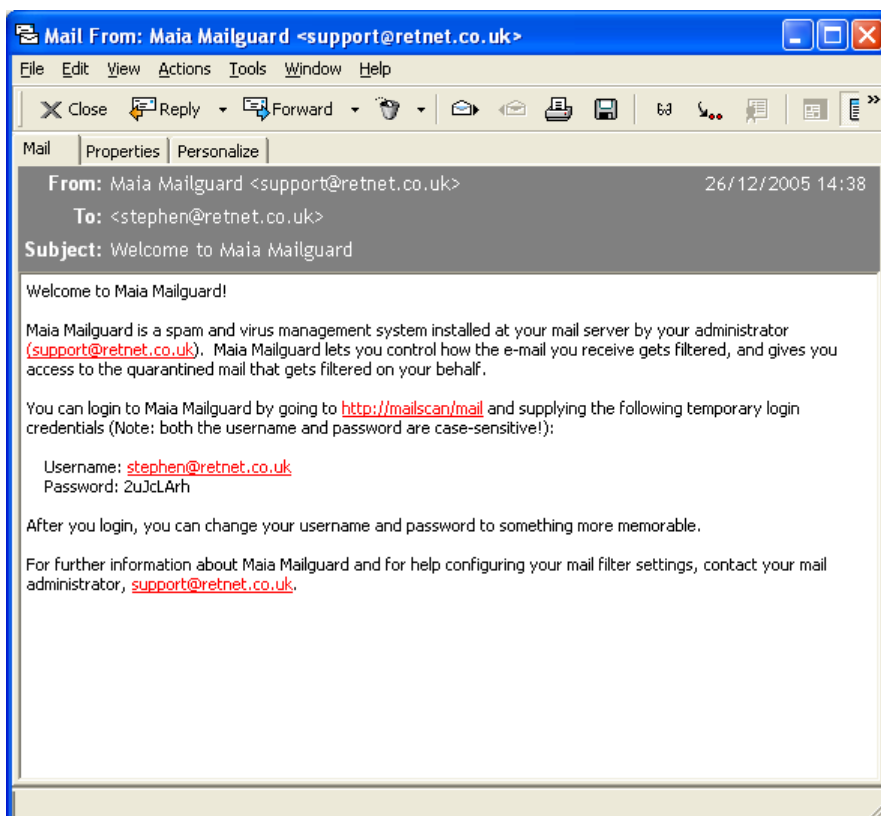 Mail From: Maia Mailguard <support@retnet.co.uk>
File Edit View Actions Tools Window Help
Close Reply Forward
Mail Properties Personalize
From: Maia Mailguard <support@retnet.co.uk> 26/12/2005 14:38
To: <stephen@retnet.co.uk>
Subject: Welcome to Maia Mailguard
Welcome to Maia Mailguard!
Maia Mailguard is a spam and virus management system installed at your mail server by your administrator
(support@retnet.co.uk). Maia Mailguard lets you control how the e-mail you receive gets filtered, and gives you
access to the quarantined mail that gets filtered on your behalf.
You can login to Maia Mailguard by going to http://mailscan/mail and supplying the following temporary login
credentials (Note: both the username and password are case-sensitive!):
Username: stephen@retnet.co.uk
Password: 2uJcLArh
After you login, you can change your username and password to something more memorable.
For further information about Maia Mailguard and for help configuring your mail filter settings, contact your mail
administrator, support@retnet.co.uk.